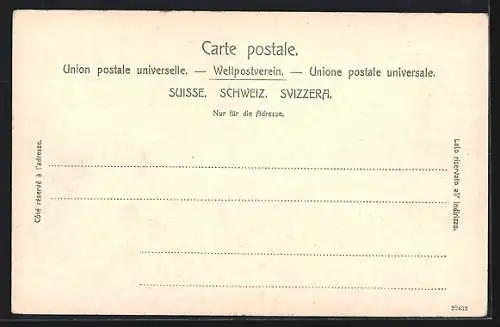 Carte postale.
Union postale universelle. — Weltpostverein. — Unione postale universale.
SUISSE. SCHWEIZ. SVIZZERA.
Nur für die Adresse.
Côté réservé à l'adresse.
Lato riservato all' indirizzo.